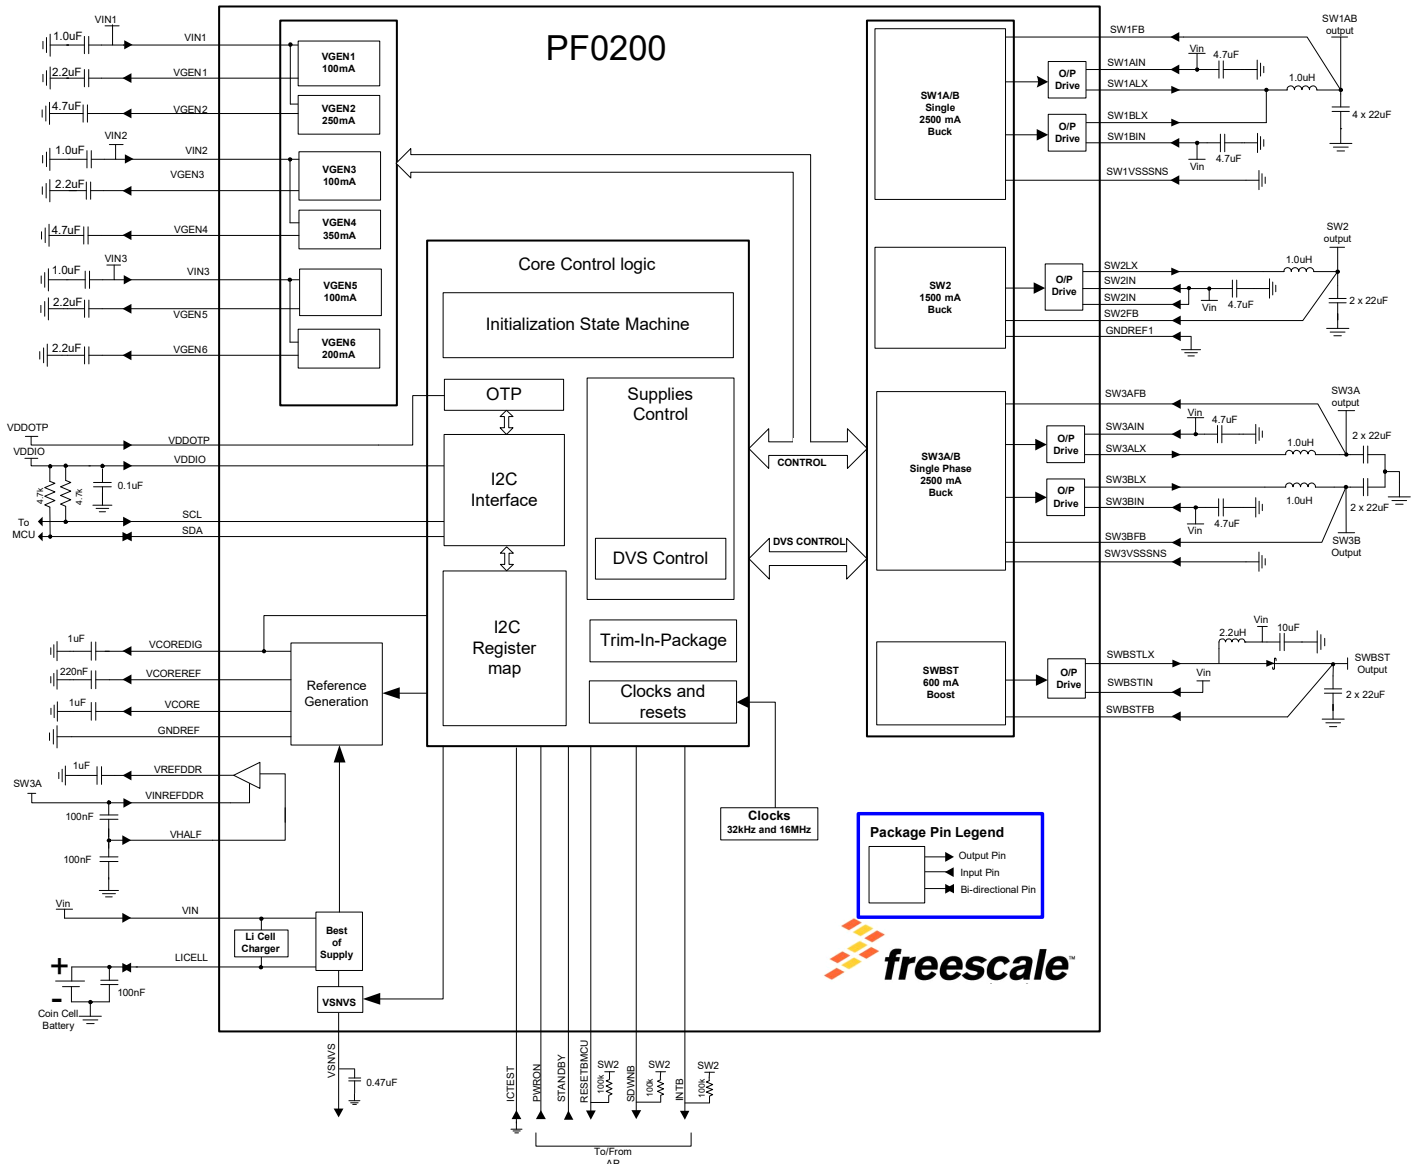 PF0200
VIN1
1.0uF
VIN1
2.2uF
VGEN1
4.7uF
VGEN2
VIN2
1.0uF
VIN2
2.2uF
VGEN3
4.7uF
VGEN4
VIN3
1.0uF
VIN3
2.2uF
VGEN5
2.2uF
VGEN6
VGEN1
100mA
VGEN2
250mA
VGEN3
100mA
VGEN4
350mA
VGEN5
100mA
VGEN6
200mA
VDDOTP
VDDOTP
VDDIO
VDDIO
4.7k
4.7k
0.1uF
To
MCU
SCL
SDA
Core Control logic
Initialization State Machine
OTP
I2C
Interface
I2C
Register
map
Supplies
Control
DVS Control
Trim-In-Package
Clocks and
resets
CONTROL
DVS CONTROL
Clocks
32kHz and 16MHz
1uF
VCOREDIG
220nF
VCOREREF
1uF
VCORE
GNDREF
Reference
Generation
1uF
VREFDDR
SW3A
VINREFDDR
100nF
VHALF
100nF
Vin
VIN
Li Cell
Charger
LICELL
Best
of
Supply
VSNVS
+
-
100nF
Coin Cell
Battery
VSNVS
0.47uF
ICTEST
PWRON
STANDBY
RESETBMCU
100k
SW2
SDWNB
100k
SW2
INTB
100k
SW2
To/From
AP
SW1A/B
Single
2500 mA
Buck
O/P
Drive
O/P
Drive
SW1FB
SW1AIN
Vin
4.7uF
SW1ALX
SW1BLX
SW1BIN
Vin
4.7uF
SW1VSSSNS
1.0uH
SW1AB
output
4 x 22uF
SW2
1500 mA
Buck
O/P
Drive
SW2LX
SW2IN
SW2IN
Vin
4.7uF
SW2FB
GNDREF1
1.0uH
SW2
output
2 x 22uF
SW3A/B
Single Phase
2500 mA
Buck
O/P
Drive
O/P
Drive
SW3AFB
SW3AIN
Vin
4.7uF
SW3ALX
1.0uH
SW3A
output
2 x 22uF
SW3BLX
1.0uH
SW3BIN
Vin
4.7uF
2 x 22uF
SW3BFB
SW3B
Output
SW3VSSSNS
SWBST
600 mA
Boost
O/P
Drive
SWBSTLX
2.2uH
Vin
10uF
SWBSTIN
Vin
SWBSTFB
SWBST
Output
2 x 22uF
Package Pin Legend
Output Pin
Input Pin
Bi-directional Pin
freescale™